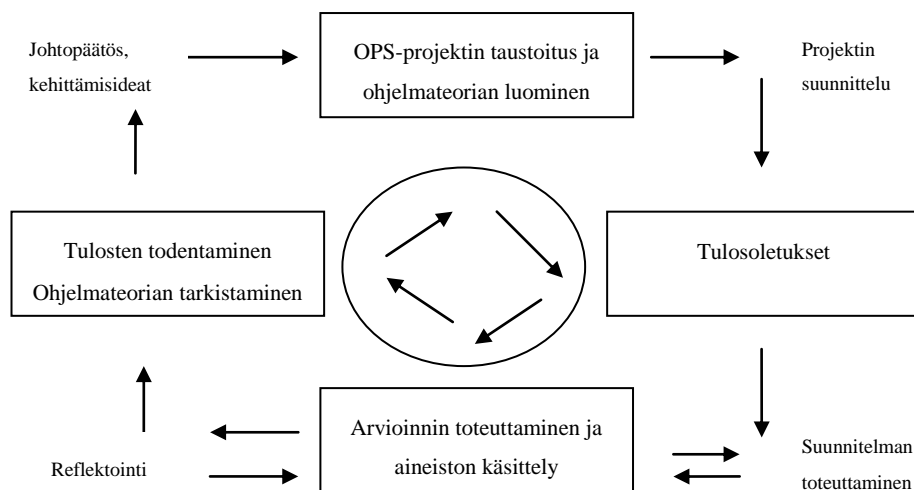 Johtopäätös,
kehittämisideat
OPS-projektin taustoitus ja
ohjelmateorian luominen
Projektin
suunnittelu
Tulosten todentaminen
Ohjelmateorian tarkistaminen
Tulosoletukset
Reflektointi
Arvioinnin toteuttaminen ja
aineiston käsittely
Suunnitelman
toteuttaminen